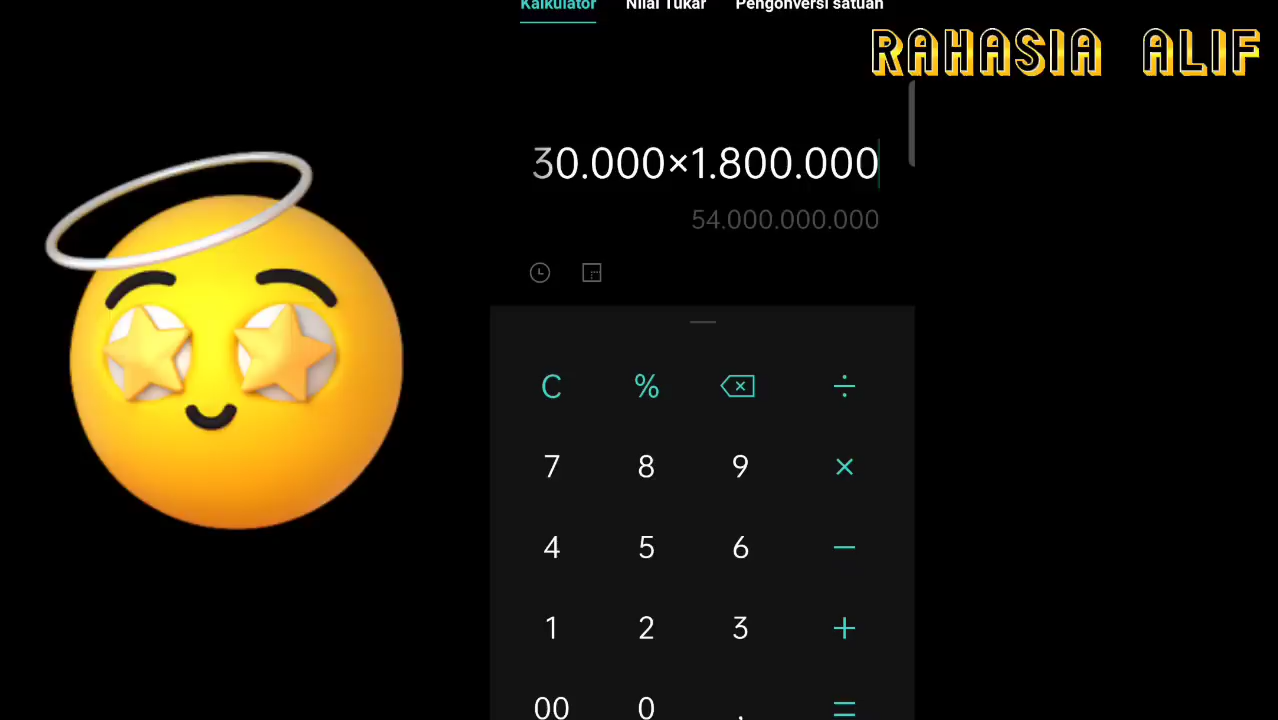 Kalkulator Nilai Tukar Pengonversi satuan
RAHASIA ALIF
30.000×1.800.000
54.000.000.000
C % ÷
7 8 9 ×
4 5 6 −
1 2 3 +
00 0 , =